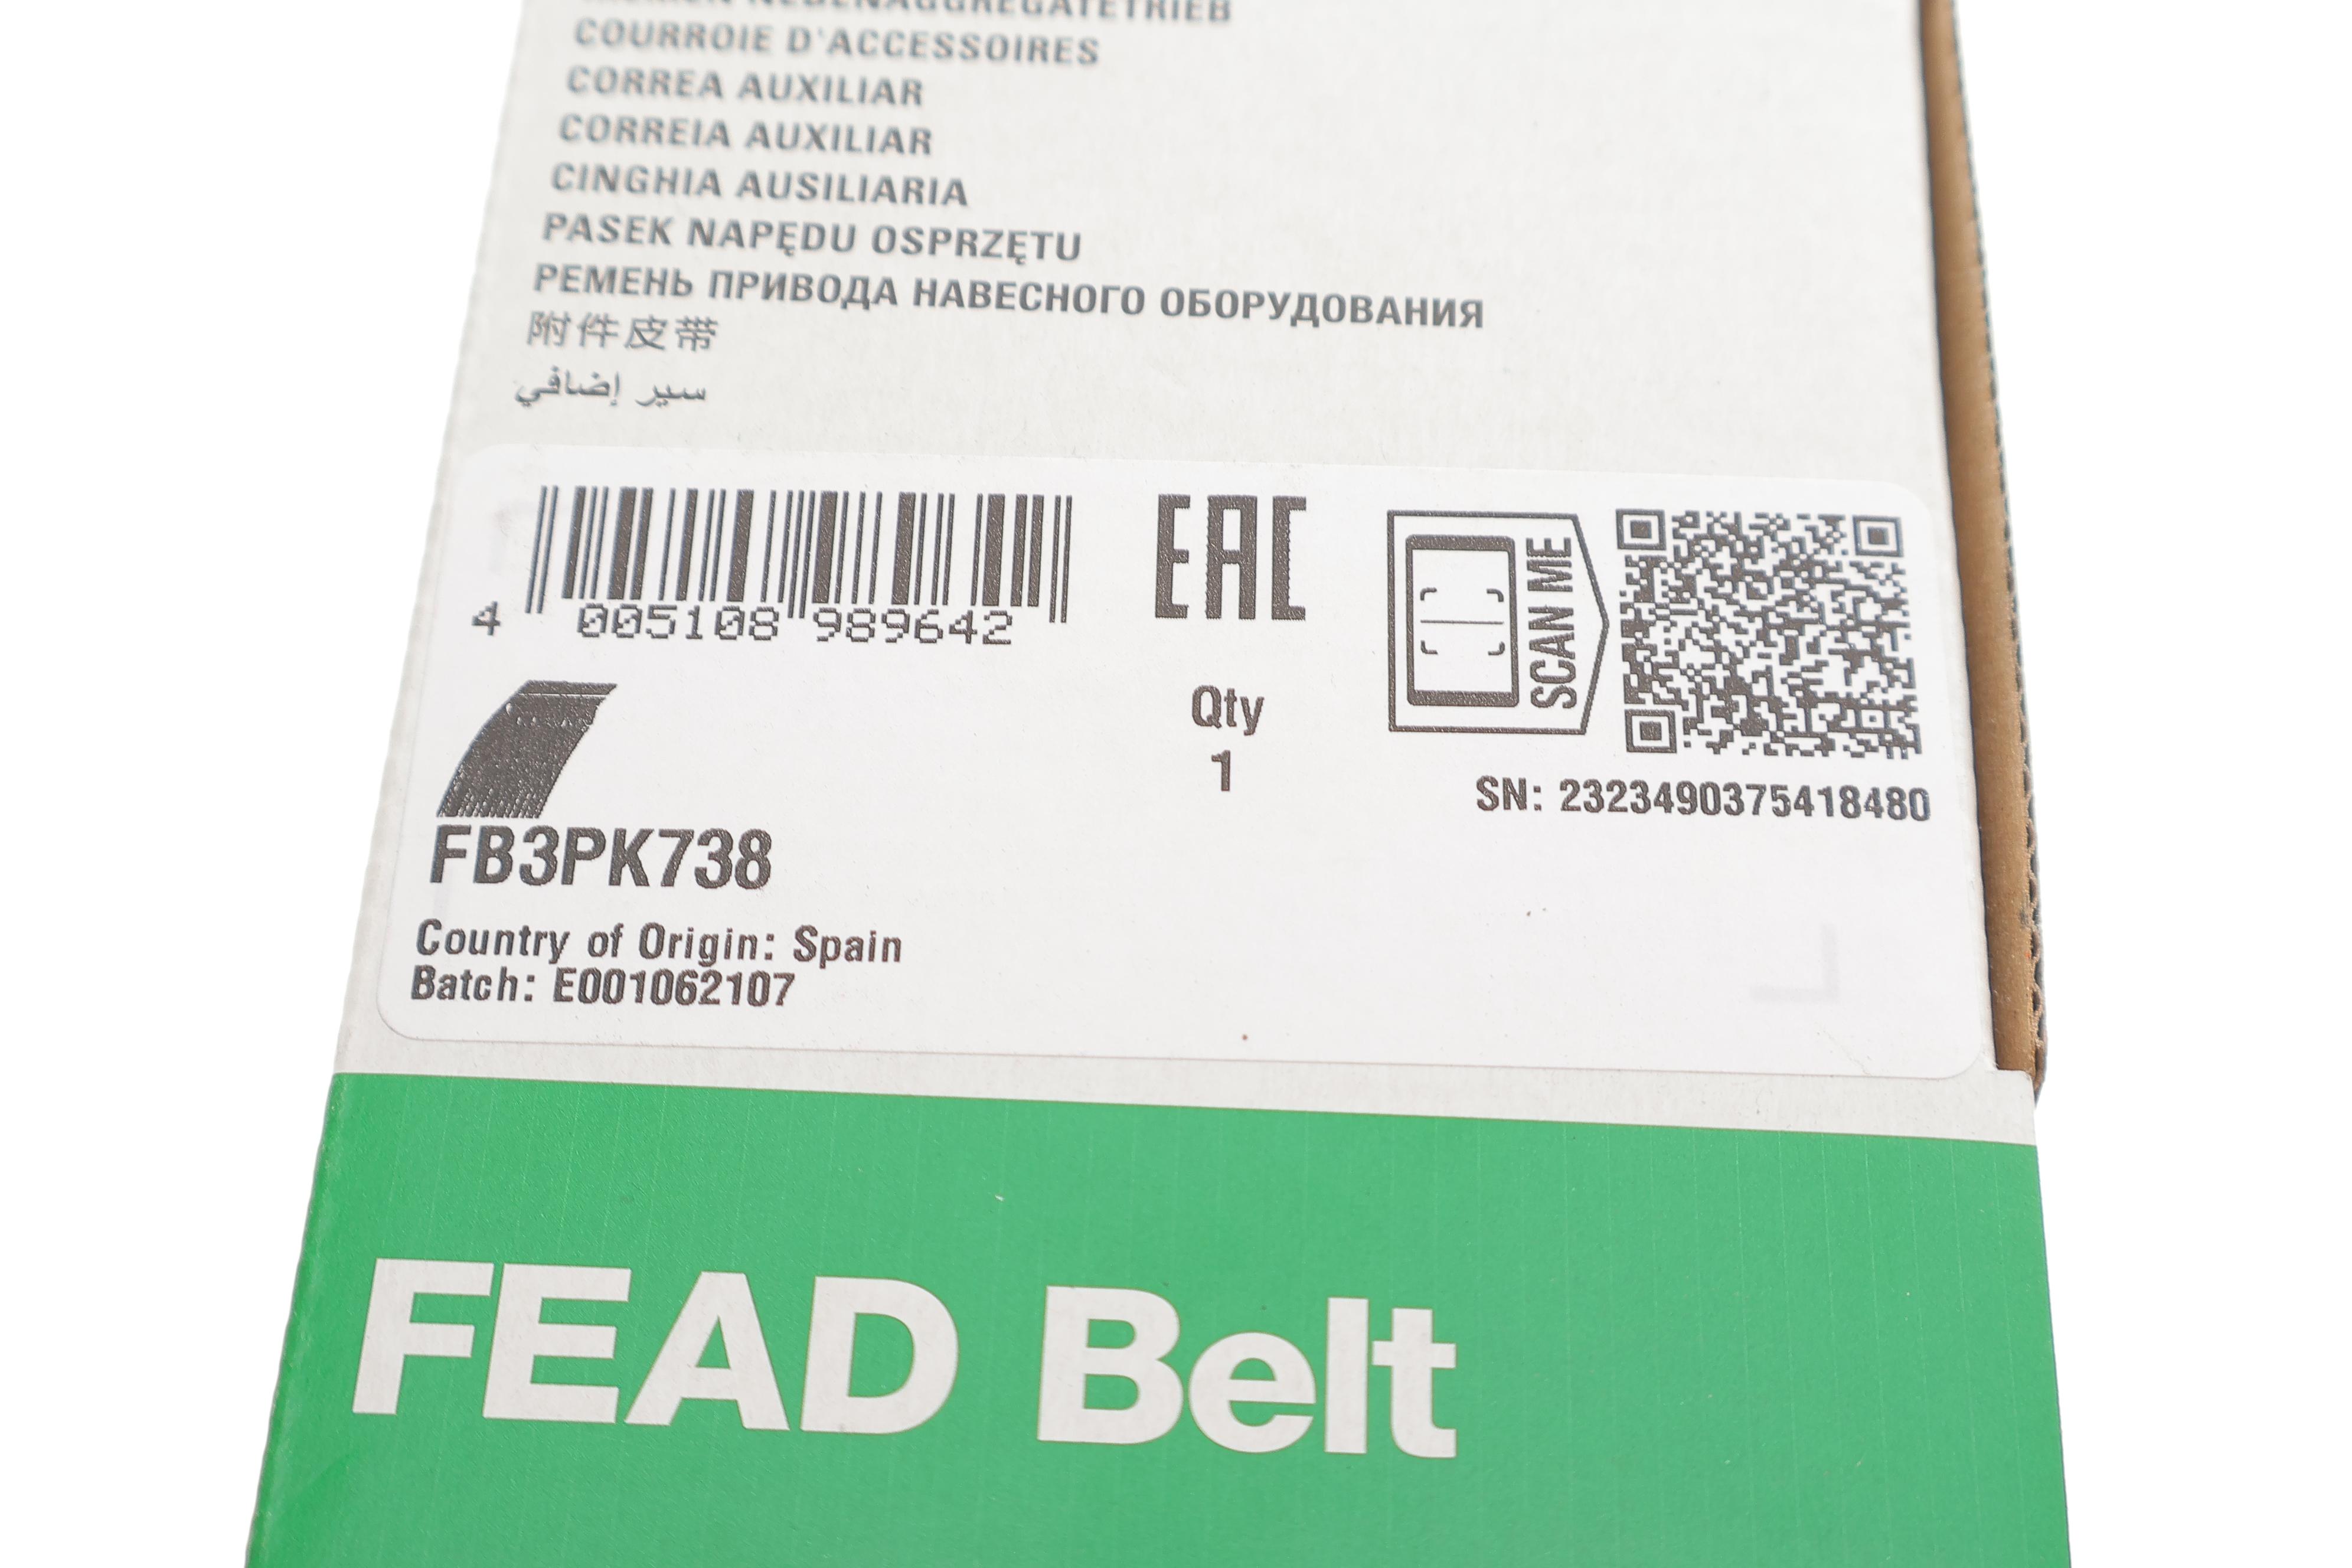 NEBENAGGREGATETRIEB
COURROIE D'ACCESSOIRES
CORREA AUXILIAR
CORREIA AUXILIAR
CINGHIA AUSILIARIA
PASEK NAPĘDU OSPRZĘTU
РЕМЕНЬ ПРИВОДА НАВЕСНОГО ОБОРУДОВАНИЯ
附件皮带
سير إضافي
4 005108 989642
EAC
SCAN ME
Qty
1
SN: 2323490375418480
FB3PK738
Country of Origin: Spain
Batch: E001062107
FEAD Belt